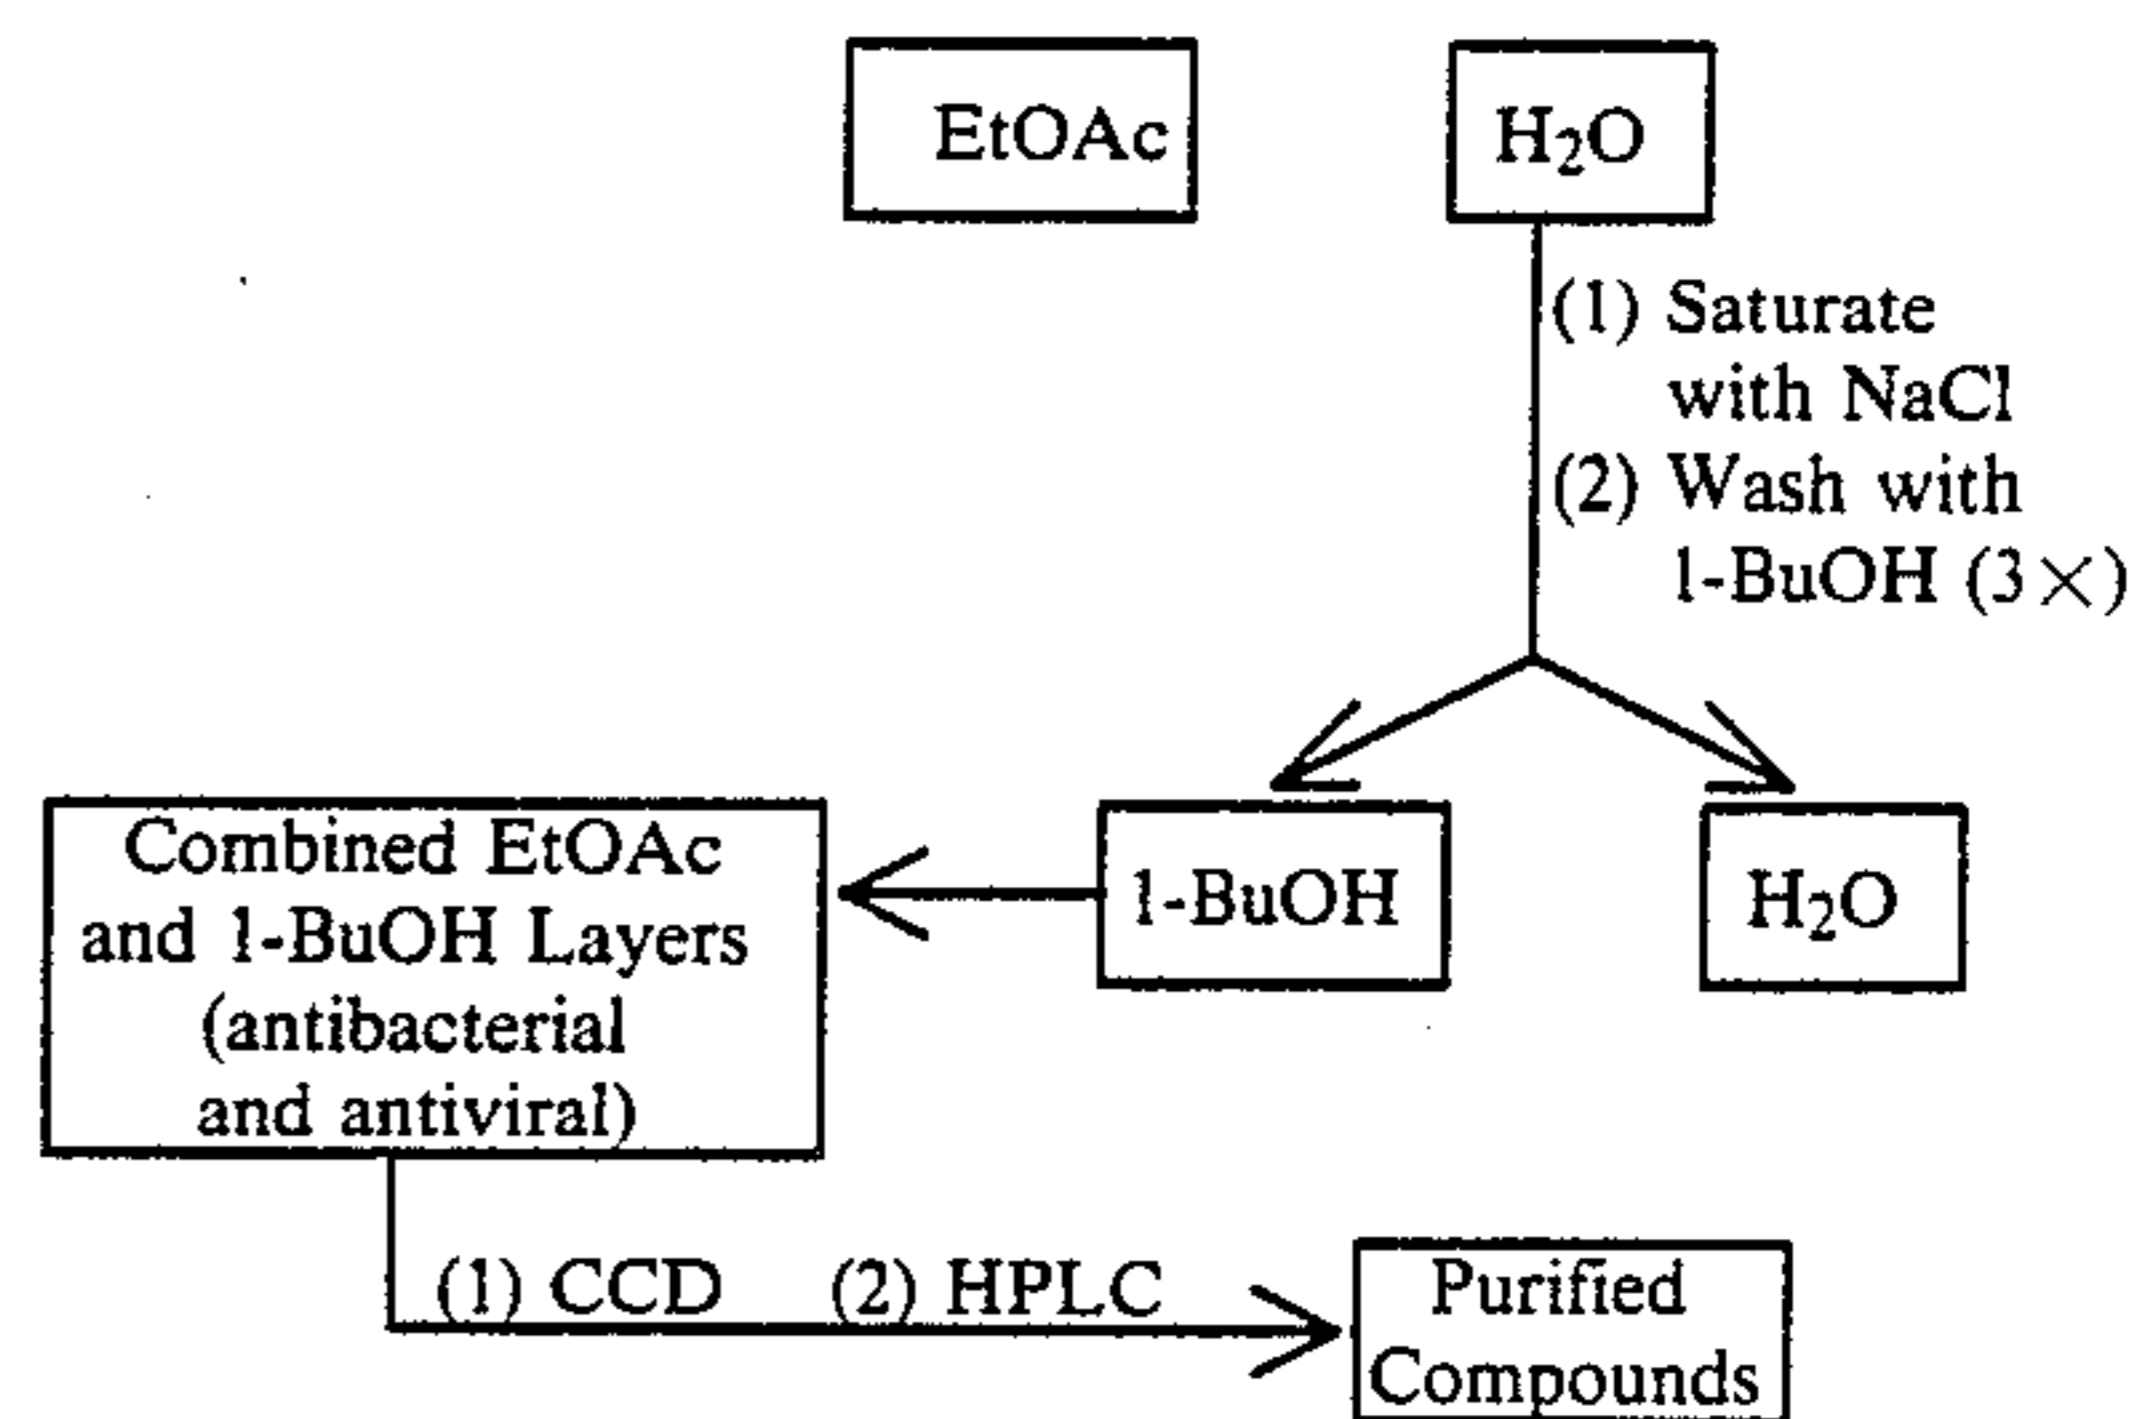 EtOAc
H₂O
(1) Saturate
with NaCl
(2) Wash with
1-BuOH (3×)
Combined EtOAc
and 1-BuOH Layers
(antibacterial
and antiviral)
1-BuOH
H₂O
(1) CCD (2) HPLC
Purified
Compounds